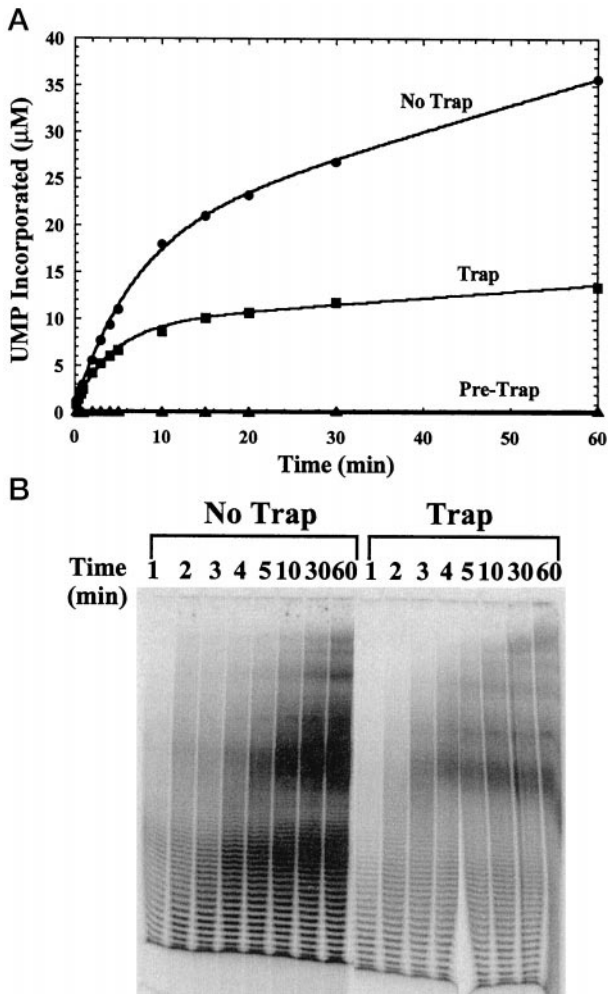 A
40
35
30
25
20
15
10
5
0
UMP Incorporated (μM)
No Trap
Trap
Pre-Trap
0 10 20 30 40 50 60
Time (min)
B
No Trap Trap
Time 1 2 3 4 5 10 30 60 1 2 3 4 5 10 30 60
(min)